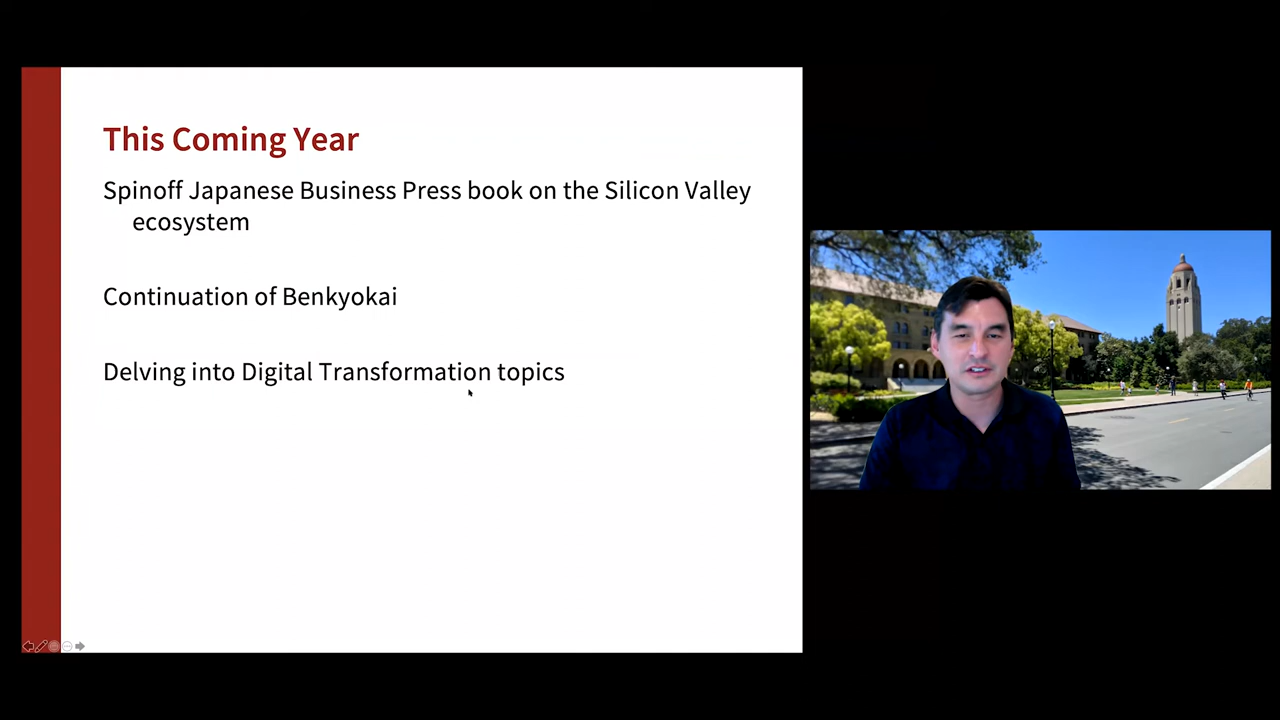 This Coming Year
Spinoff Japanese Business Press book on the Silicon Valley
ecosystem
Continuation of Benkyokai
Delving into Digital Transformation topics